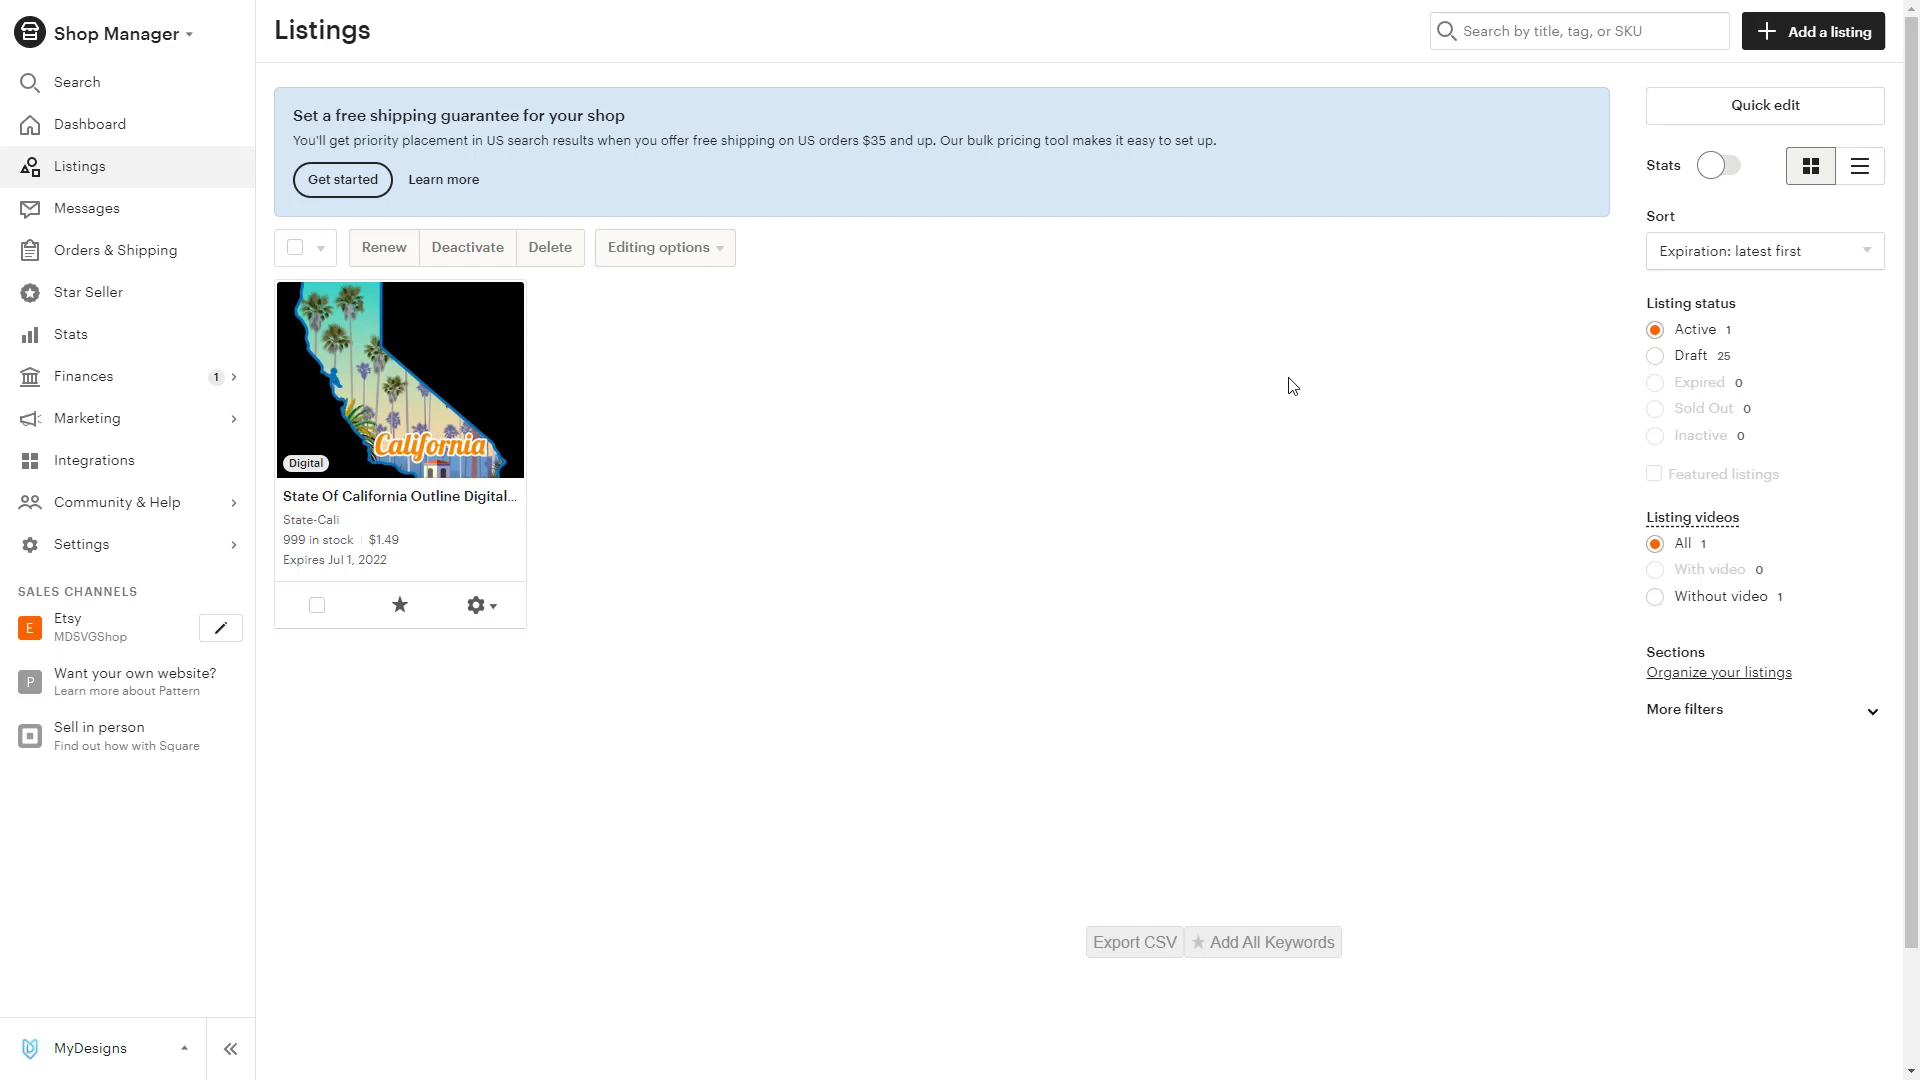 Shop Manager
Search
Dashboard
Listings
Messages
Orders & Shipping
Star Seller
Stats
Finances 1
Marketing
Integrations
Community & Help
Settings
SALES CHANNELS
E
Etsy
MDSVGShop
P
Want your own website?
Learn more about Pattern
Sell in person
Find out how with Square
MyDesigns
Listings
Search by title, tag, or SKU
Add a listing
Set a free shipping guarantee for your shop
You'll get priority placement in US search results when you offer free shipping on US orders $35 and up. Our bulk pricing tool makes it easy to set up.
Get started Learn more
Renew Deactivate Delete Editing options
California
Digital
State Of California Outline Digital...
State-Cali
999 in stock $1.49
Expires Jul 1, 2022
Export CSV ★ Add All Keywords
Quick edit
Stats
Sort
Expiration: latest first
Listing status
Active 1
Draft 25
Expired 0
Sold Out 0
Inactive 0
Featured listings
Listing videos
All 1
With video 0
Without video 1
Sections
Organize your listings
More filters